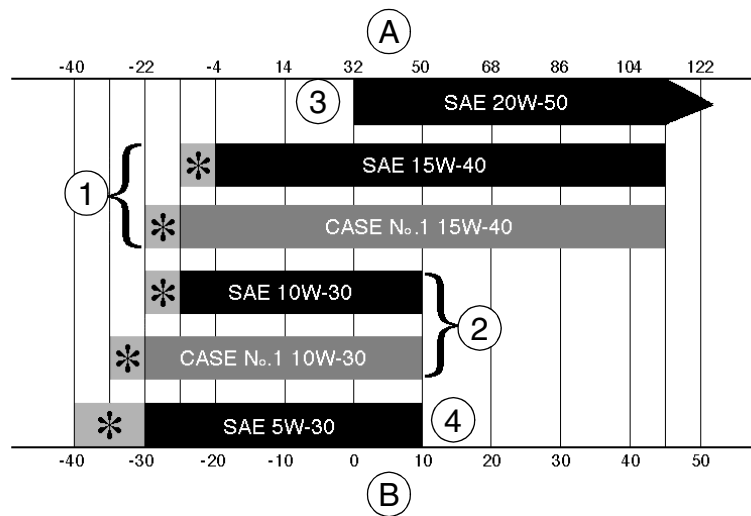 A
-40 -22 -4 14 32 50 68 86 104 122
3 SAE 20W-50
* SAE 15W-40
1
* CASE No.1 15W-40
* SAE 10W-30
2
* CASE No.1 10W-30
* SAE 5W-30 4
-40 -30 -20 -10 0 10 20 30 40 50
B